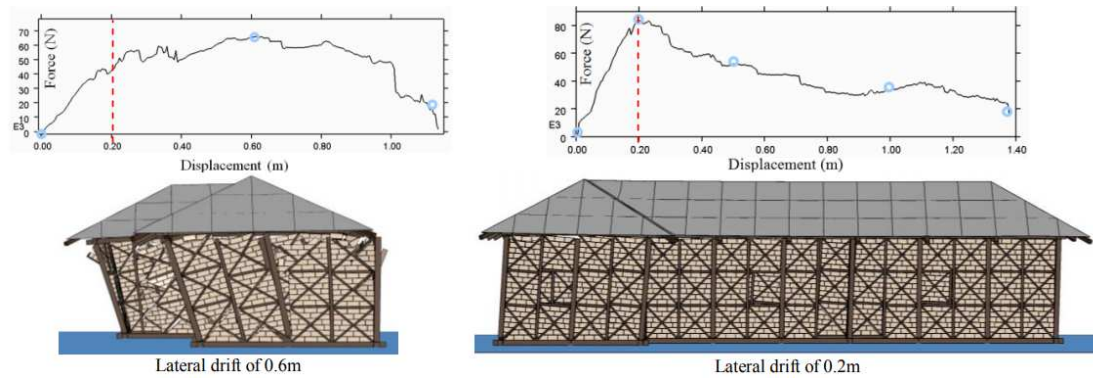 Force (N)
70
60
50
40
30
20
10
0
E3
0.00 0.20 0.40 0.60 0.80 1.00
Displacement (m)
Force (N)
80
60
40
20
0
E3
0.00 0.20 0.40 0.60 0.80 1.00 1.20 1.40
Displacement (m)
Lateral drift of 0.6m
Lateral drift of 0.2m